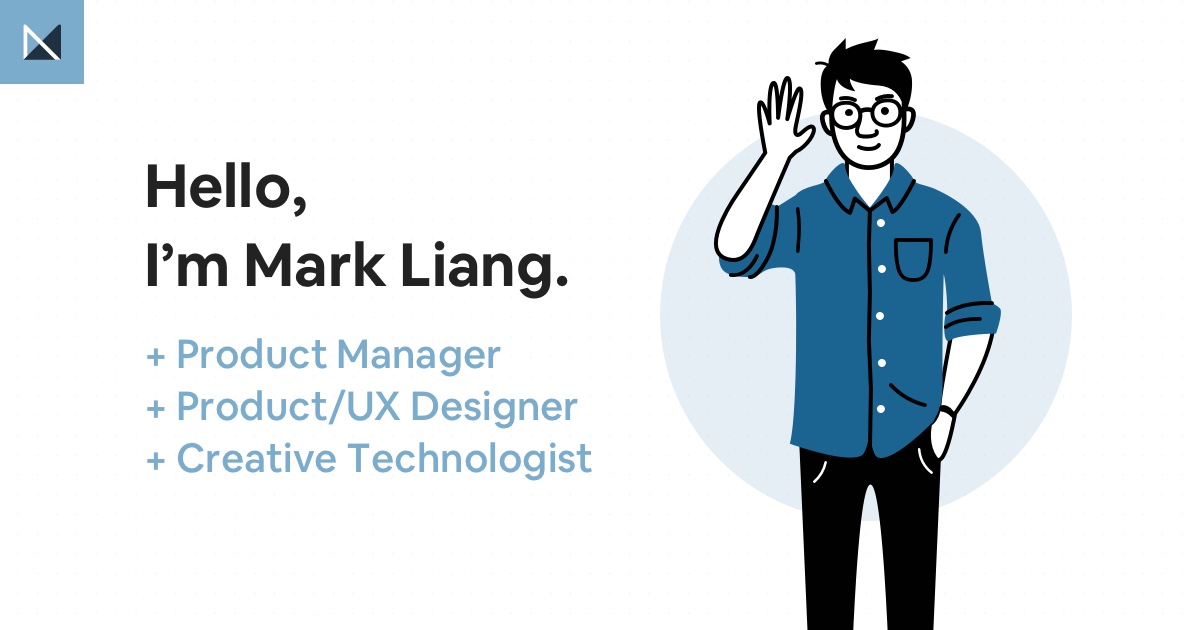 Hello,
I’m Mark Liang.
+ Product Manager
+ Product/UX Designer
+ Creative Technologist